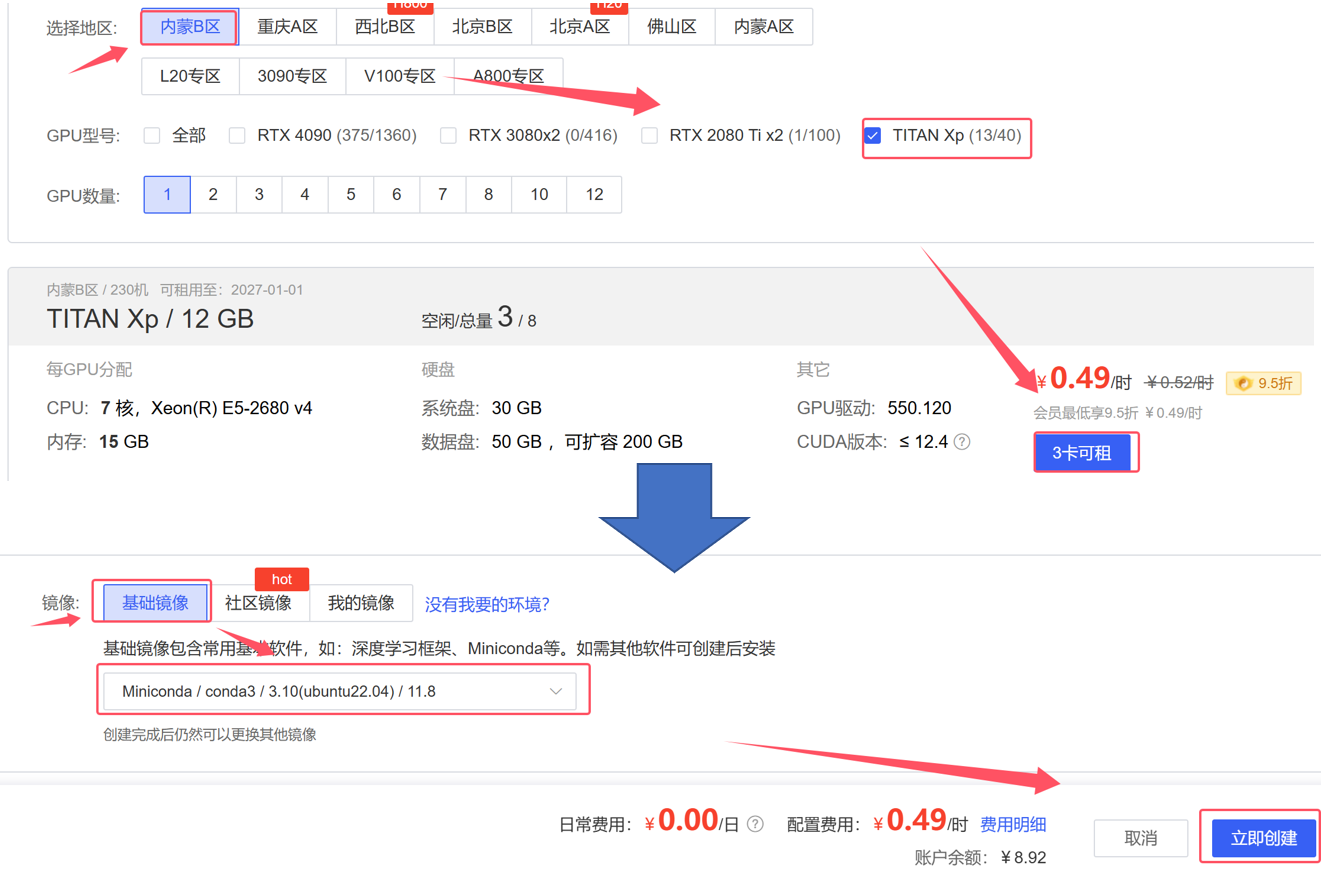 H800 H20
选择地区: 内蒙B区 重庆A区 西北B区 北京B区 北京A区 佛山区 内蒙A区
L20专区 3090专区 V100专区 A800专区
GPU型号: 全部 RTX 4090 (375/1360) RTX 3080x2 (0/416) RTX 2080 Ti x2 (1/100) TITAN Xp (13/40)
GPU数量: 1 2 3 4 5 6 7 8 10 12
内蒙B区 / 230机 可租用至: 2027-01-01
TITAN Xp / 12 GB 空闲/总量 3 / 8
每GPU分配 硬盘 其它
¥0.49/时 ¥0.52/时 9.5折
CPU: 7 核，Xeon(R) E5-2680 v4 系统盘: 30 GB GPU驱动: 550.120 会员最低享9.5折 ¥0.49/时
内存: 15 GB 数据盘: 50 GB ，可扩容 200 GB CUDA版本: ≤ 12.4 ? 3卡可租
hot
镜像: 基础镜像 社区镜像 我的镜像 没有我要的环境?
基础镜像包含常用基本软件，如：深度学习框架、Miniconda等。如需其他软件可创建后安装
Miniconda / conda3 / 3.10(ubuntu22.04) / 11.8
创建完成后仍然可以更换其他镜像
日常费用: ¥0.00/日 ? 配置费用: ¥0.49/时 费用明细 取消 立即创建
账户余额: ¥8.92